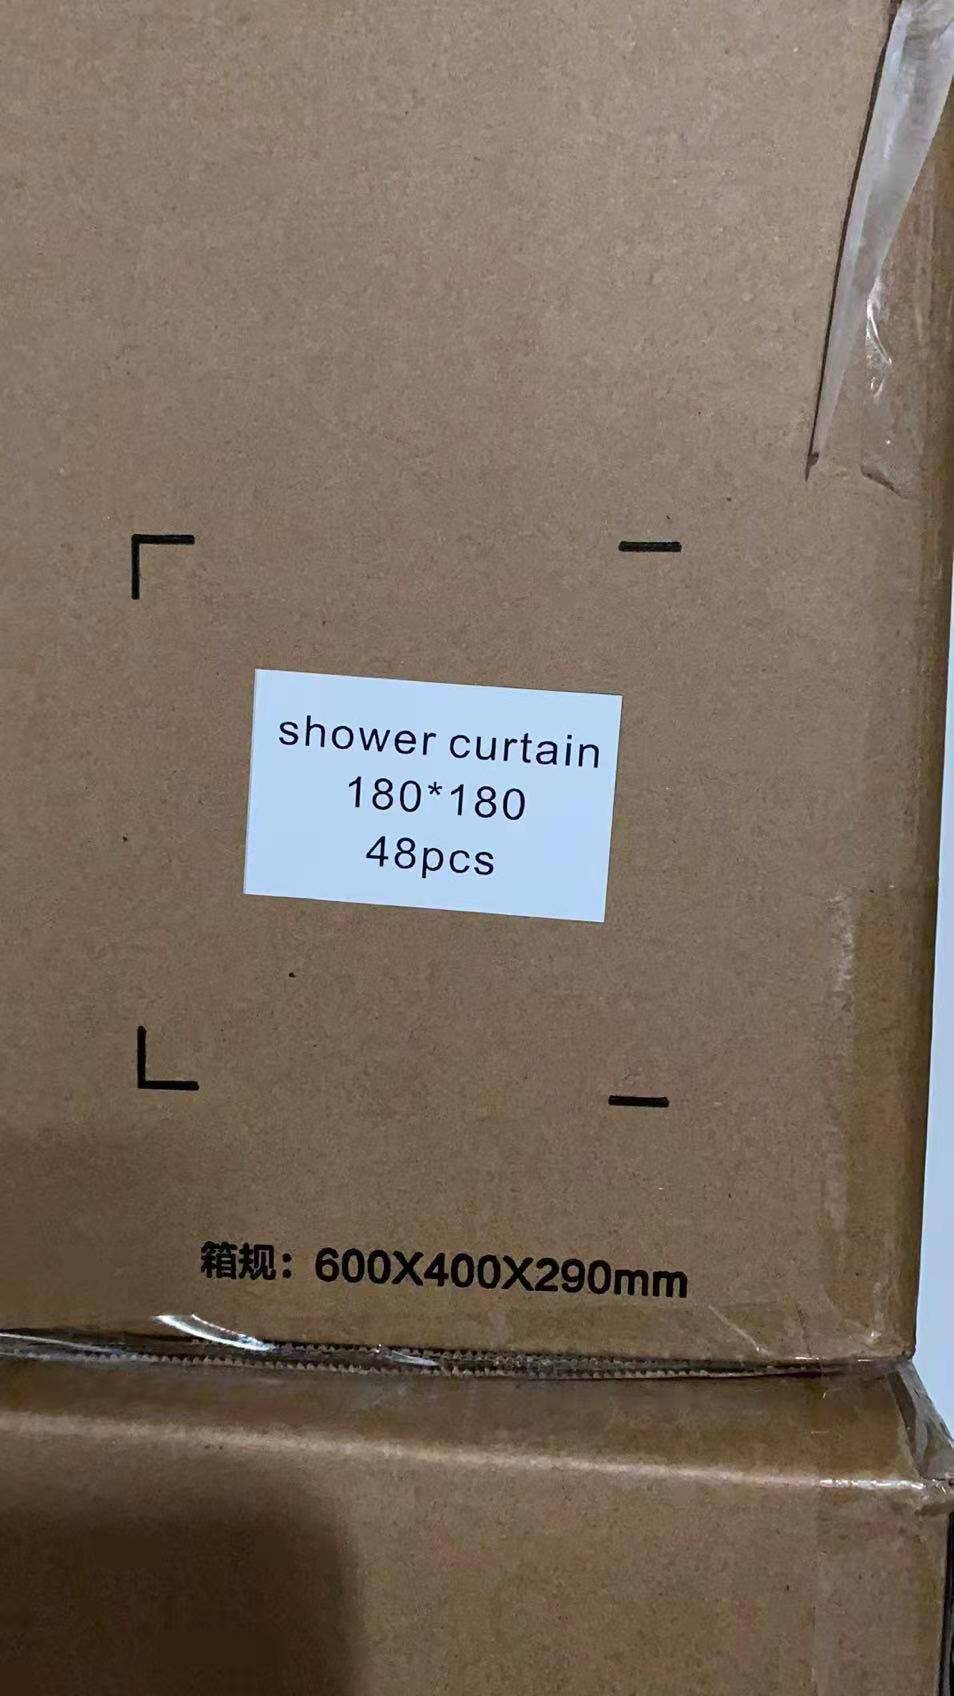 shower curtain
180*180
48pcs
箱规：600X400X290mm